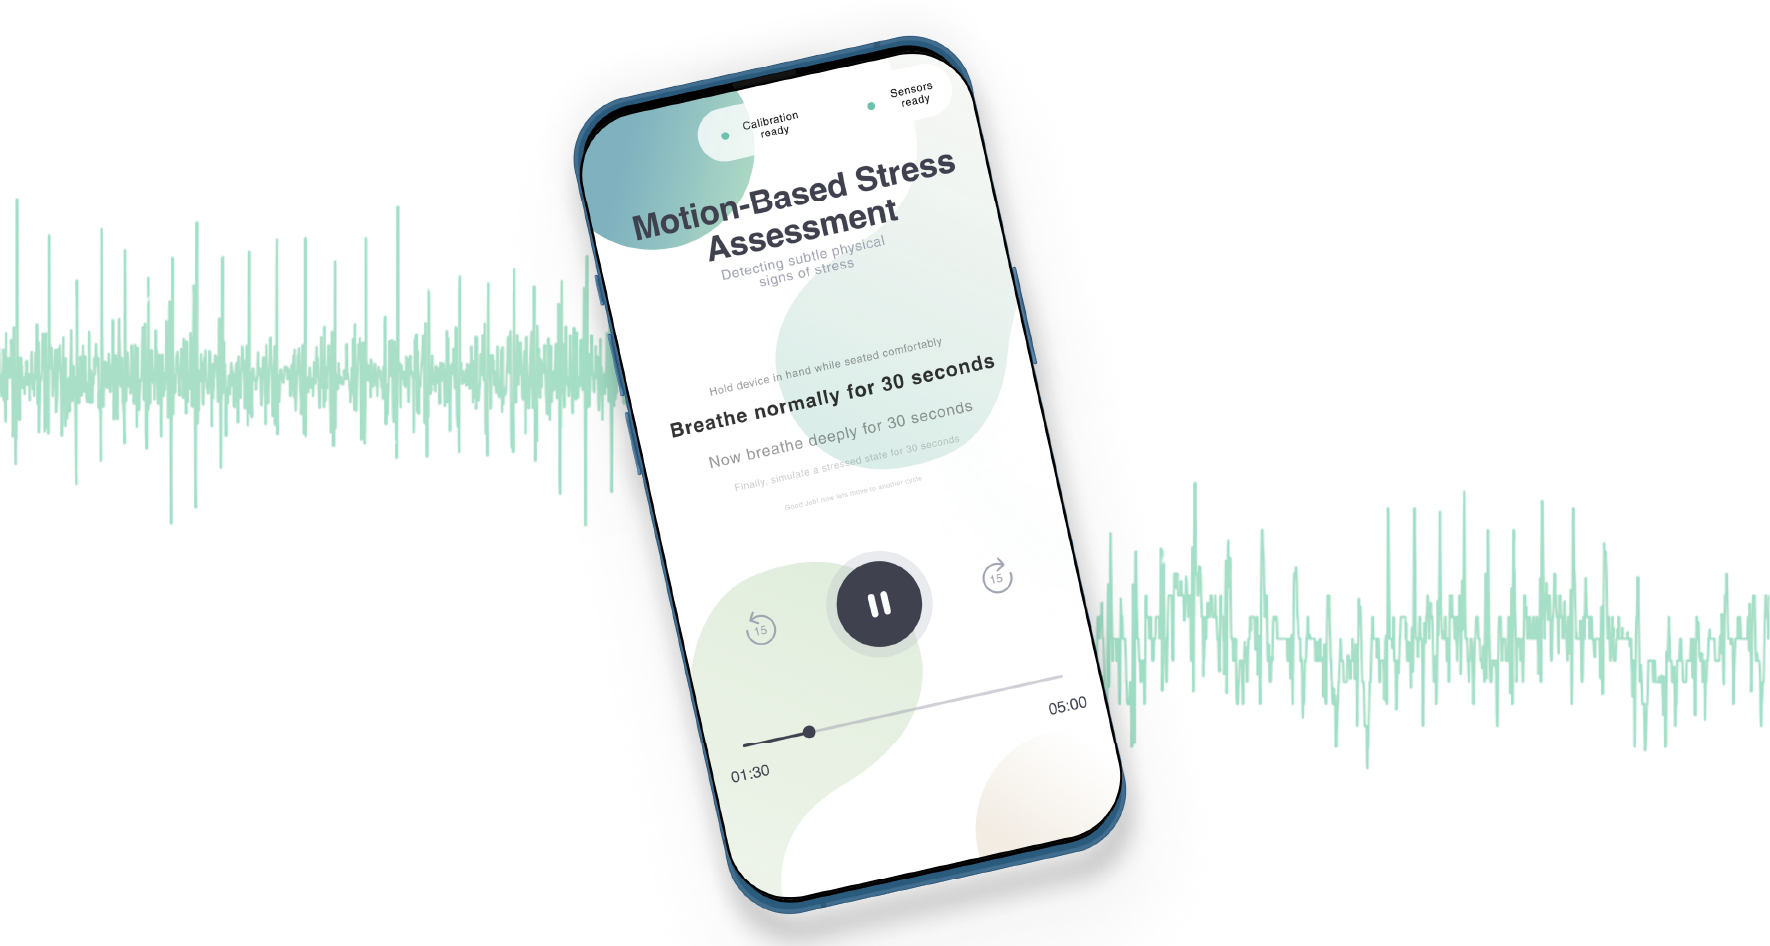 Calibration
ready
Sensors
ready
Motion-Based Stress
Assessment
Detecting subtle physical
signs of stress
Hold device in hand while seated comfortably
Breathe normally for 30 seconds
Now breathe deeply for 30 seconds
Finally, simulate a stressed state for 30 seconds
Good Job! now lets move to another cycle
15
15
01:30
05:00